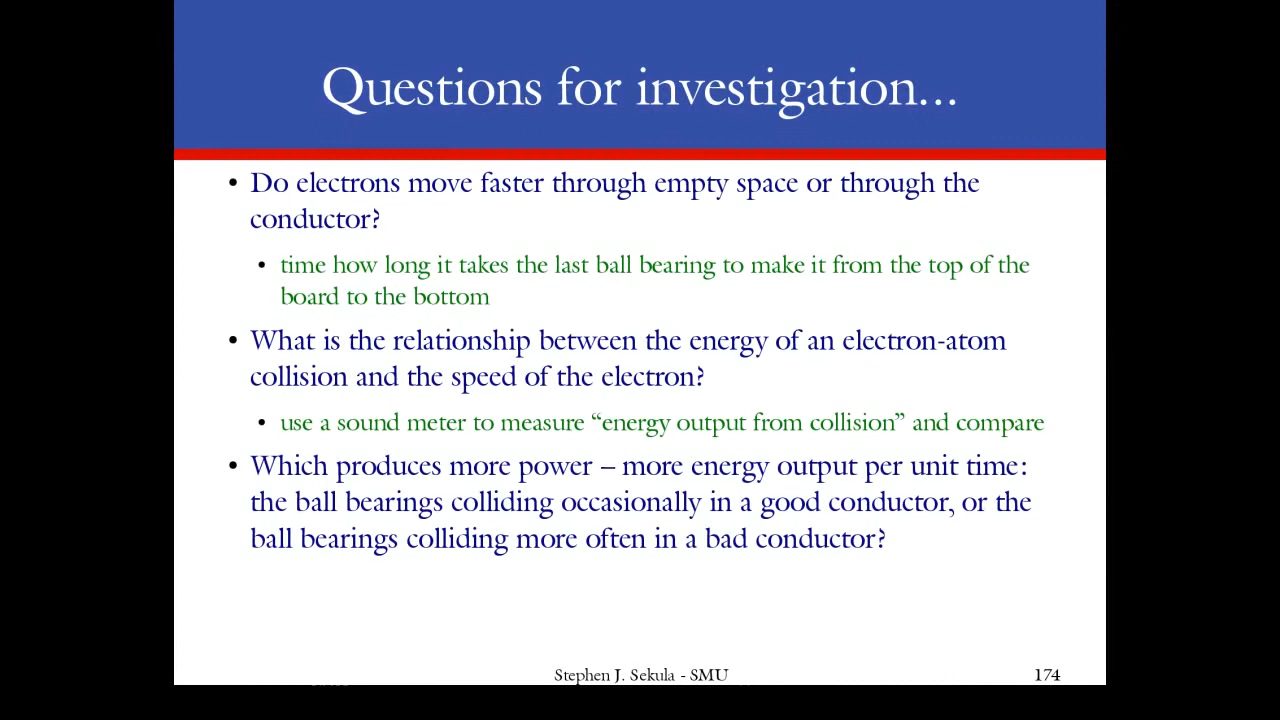 Questions for investigation...
• Do electrons move faster through empty space or through the
conductor?
• time how long it takes the last ball bearing to make it from the top of the
board to the bottom
• What is the relationship between the energy of an electron-atom
collision and the speed of the electron?
• use a sound meter to measure “energy output from collision” and compare
• Which produces more power – more energy output per unit time:
the ball bearings colliding occasionally in a good conductor, or the
ball bearings colliding more often in a bad conductor?
Stephen J. Sekula - SMU
174